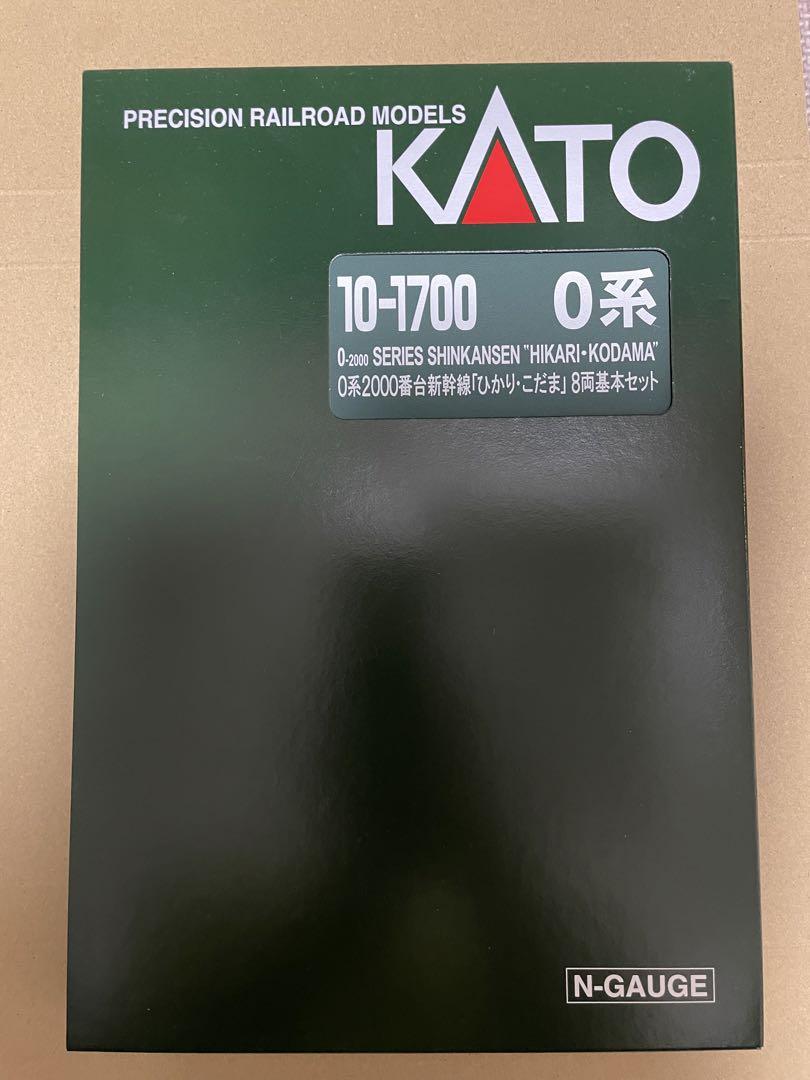 PRECISION RAILROAD MODELS
KATO
10-1700 0系
0-2000 SERIES SHINKANSEN "HIKARI・KODAMA"
0系2000番台新幹線「ひかり・こだま」8両基本セット
N-GAUGE